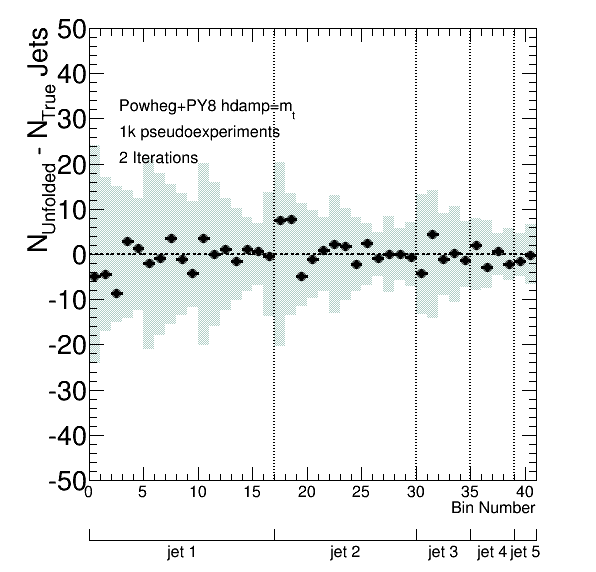 N_Unfolded - N_True Jets
50
40
30
20
10
0
-10
-20
-30
-40
-50
Powheg+PY8 hdamp=m_t
1k pseudoexperiments
2 Iterations
0 5 10 15 20 25 30 35 40
Bin Number
jet 1 jet 2 jet 3 jet 4 jet 5